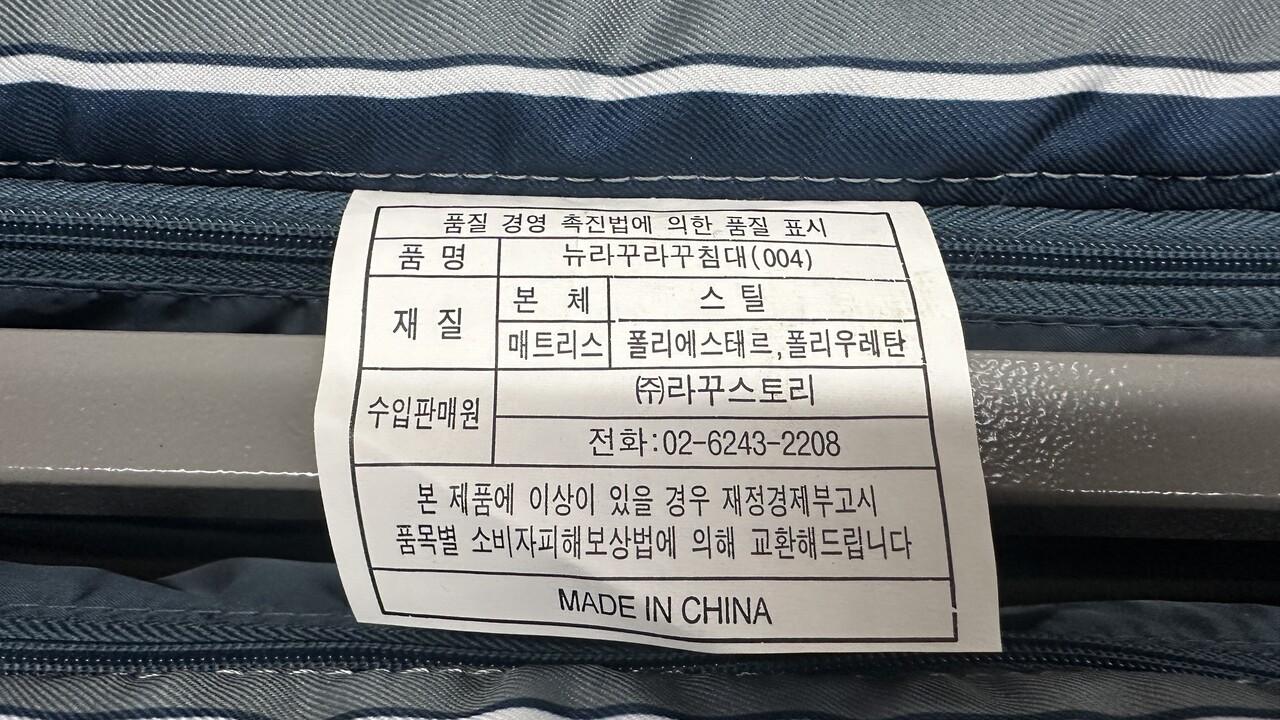 품질 경영 촉진법에 의한 품질 표시
품 명 뉴라꾸라꾸침대(004)
재 질 본 체 스 틸
매트리스 폴리에스태르,폴리우레탄
수입판매원 ㈜라꾸스토리
전화:02-6243-2208
본 제품에 이상이 있을 경우 재정경제부고시
품목별 소비자피해보상법에 의해 교환해드립니다
MADE IN CHINA